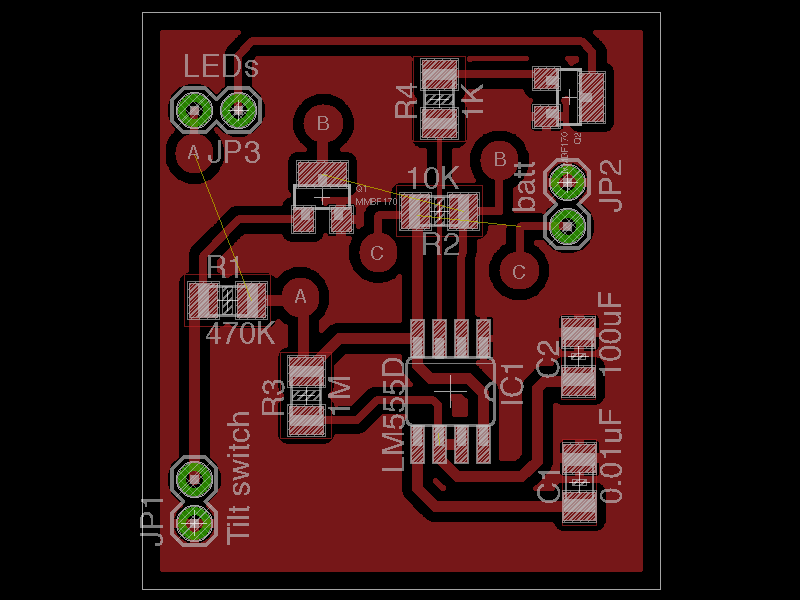 LEDs
JP3
A
B
R4
1K
Q2
B
batt
JP2
10K
R2
Q1
MMBF170
C
C
R1
470K
A
R3
1M
LM555D
IC1
C2
100uF
C1
0.01uF
Tilt switch
JP1